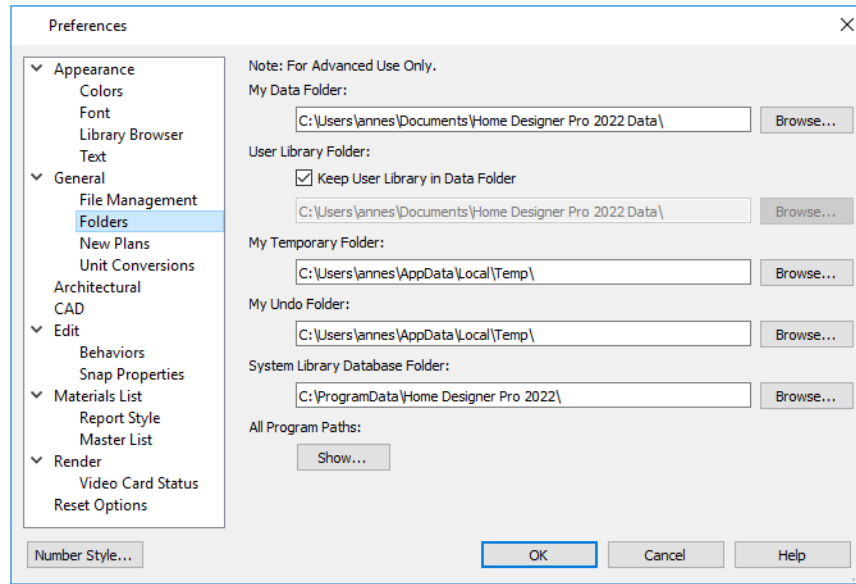 Preferences
Appearance
Colors
Font
Library Browser
Text
General
File Management
Folders
New Plans
Unit Conversions
Architectural
CAD
Edit
Behaviors
Snap Properties
Materials List
Report Style
Master List
Render
Video Card Status
Reset Options
Note: For Advanced Use Only.
My Data Folder:
C:\Users\annes\Documents\Home Designer Pro 2022 Data\ Browse...
User Library Folder:
Keep User Library in Data Folder
C:\Users\annes\Documents\Home Designer Pro 2022 Data\ Browse...
My Temporary Folder:
C:\Users\annes\AppData\Local\Temp\ Browse...
My Undo Folder:
C:\Users\annes\AppData\Local\Temp\ Browse...
System Library Database Folder:
C:\ProgramData\Home Designer Pro 2022\ Browse...
All Program Paths:
Show...
Number Style... OK Cancel Help